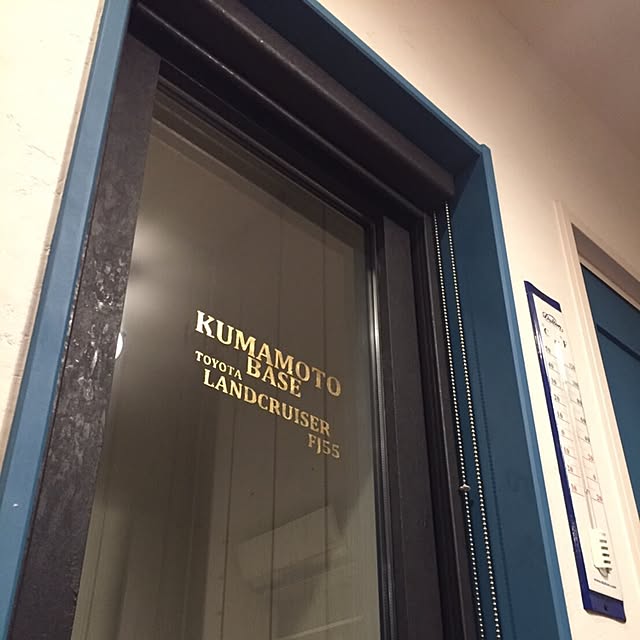 KUMAMOTO
BASE
TOYOTA
LANDCRUISER
FJ55